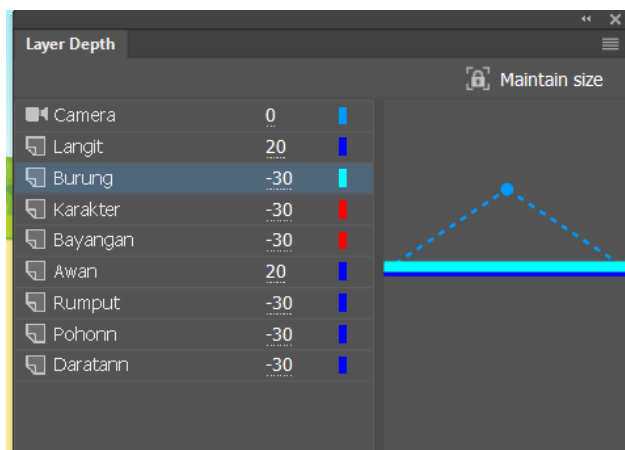 Layer Depth
Maintain size
Camera 0
Langit 20
Burung -30
Karakter -30
Bayangan -30
Awan 20
Rumput -30
Pohonn -30
Daratann -30